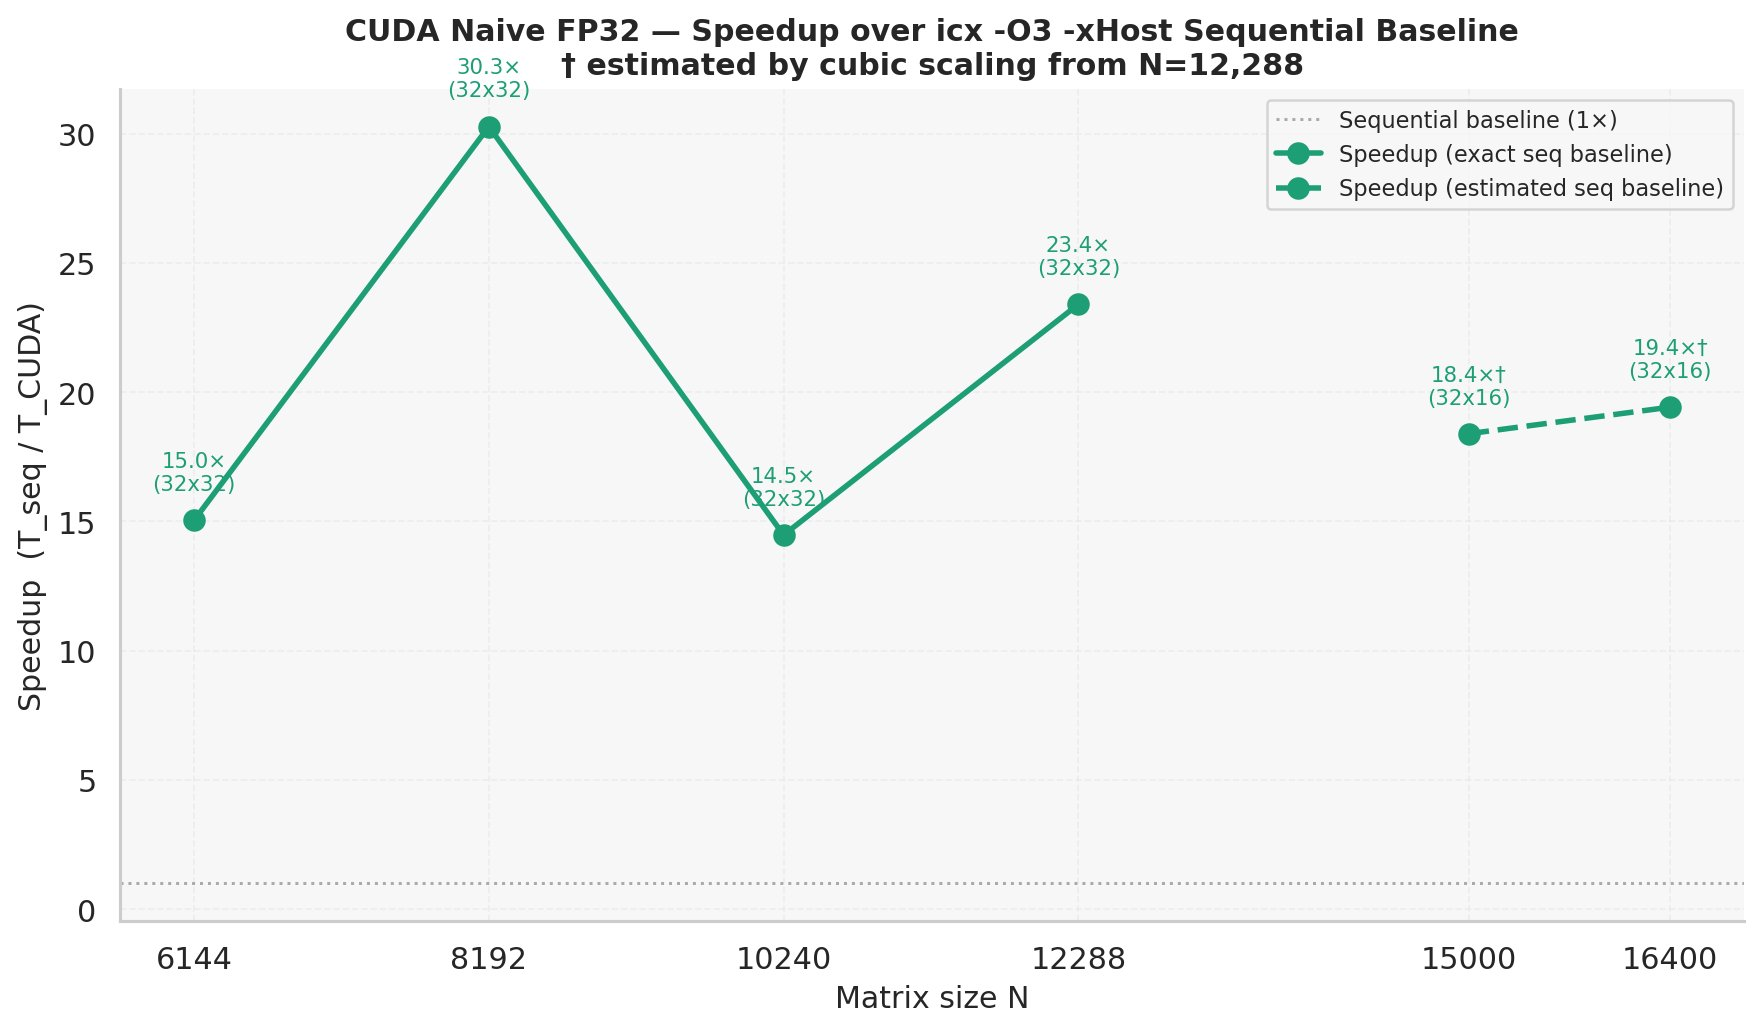 CUDA Naive FP32 — Speedup over icx -O3 -xHost Sequential Baseline
† estimated by cubic scaling from N=12,288
Sequential baseline (1×)
Speedup (exact seq baseline)
Speedup (estimated seq baseline)
Speedup  (T_seq / T_CUDA)
30
25
20
15
10
5
0
15.0×
(32x32)
30.3×
(32x32)
14.5×
(32x32)
23.4×
(32x32)
18.4׆
(32x16)
19.4׆
(32x16)
6144
8192
10240
12288
15000
16400
Matrix size N